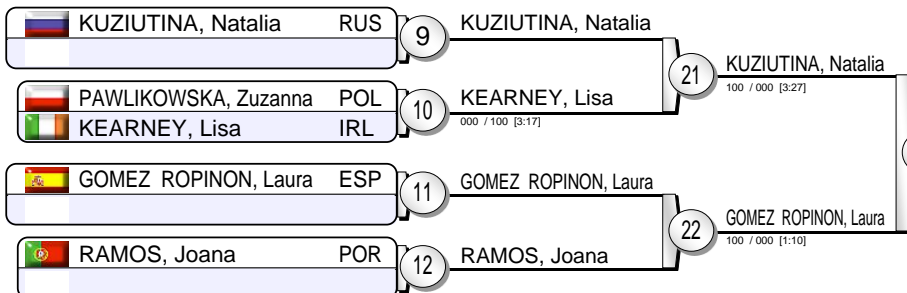 KUZIUTINA, Natalia RUS
9
KUZIUTINA, Natalia
21
KUZIUTINA, Natalia
100 / 000 [3:27]
PAWLIKOWSKA, Zuzanna POL
KEARNEY, Lisa IRL
10
KEARNEY, Lisa
000 / 100 [3:17]
GOMEZ ROPINON, Laura ESP
11
GOMEZ ROPINON, Laura
22
GOMEZ ROPINON, Laura
100 / 000 [1:10]
RAMOS, Joana POR
12
RAMOS, Joana